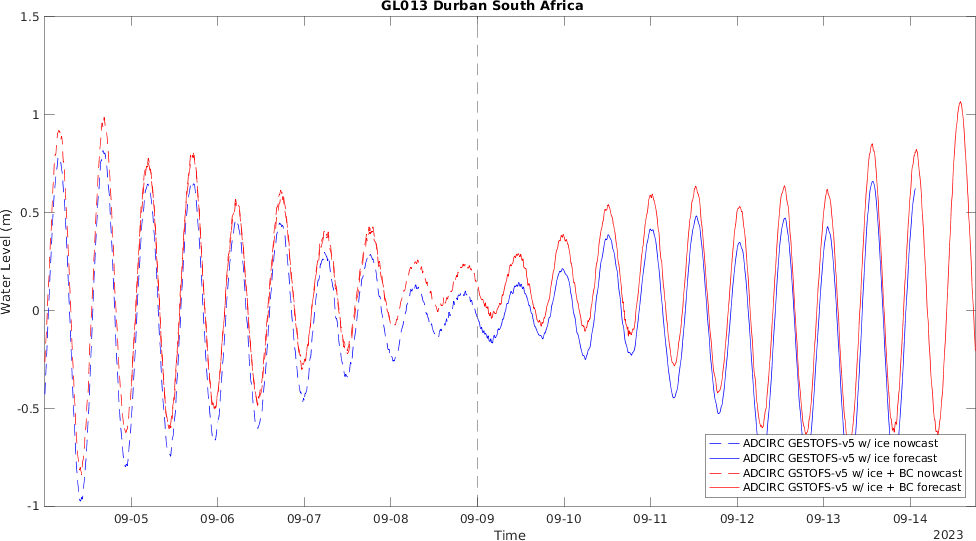 GL013 Durban South Africa
1.5
1
0.5
0
-0.5
-1
Water Level (m)
09-05 09-06 09-07 09-08 09-09 09-10 09-11 09-12 09-13 09-14
Time
2023
ADCIRC GESTOFS-v5 w/ ice nowcast
ADCIRC GESTOFS-v5 w/ ice forecast
ADCIRC GSTOFS-v5 w/ ice + BC nowcast
ADCIRC GSTOFS-v5 w/ ice + BC forecast